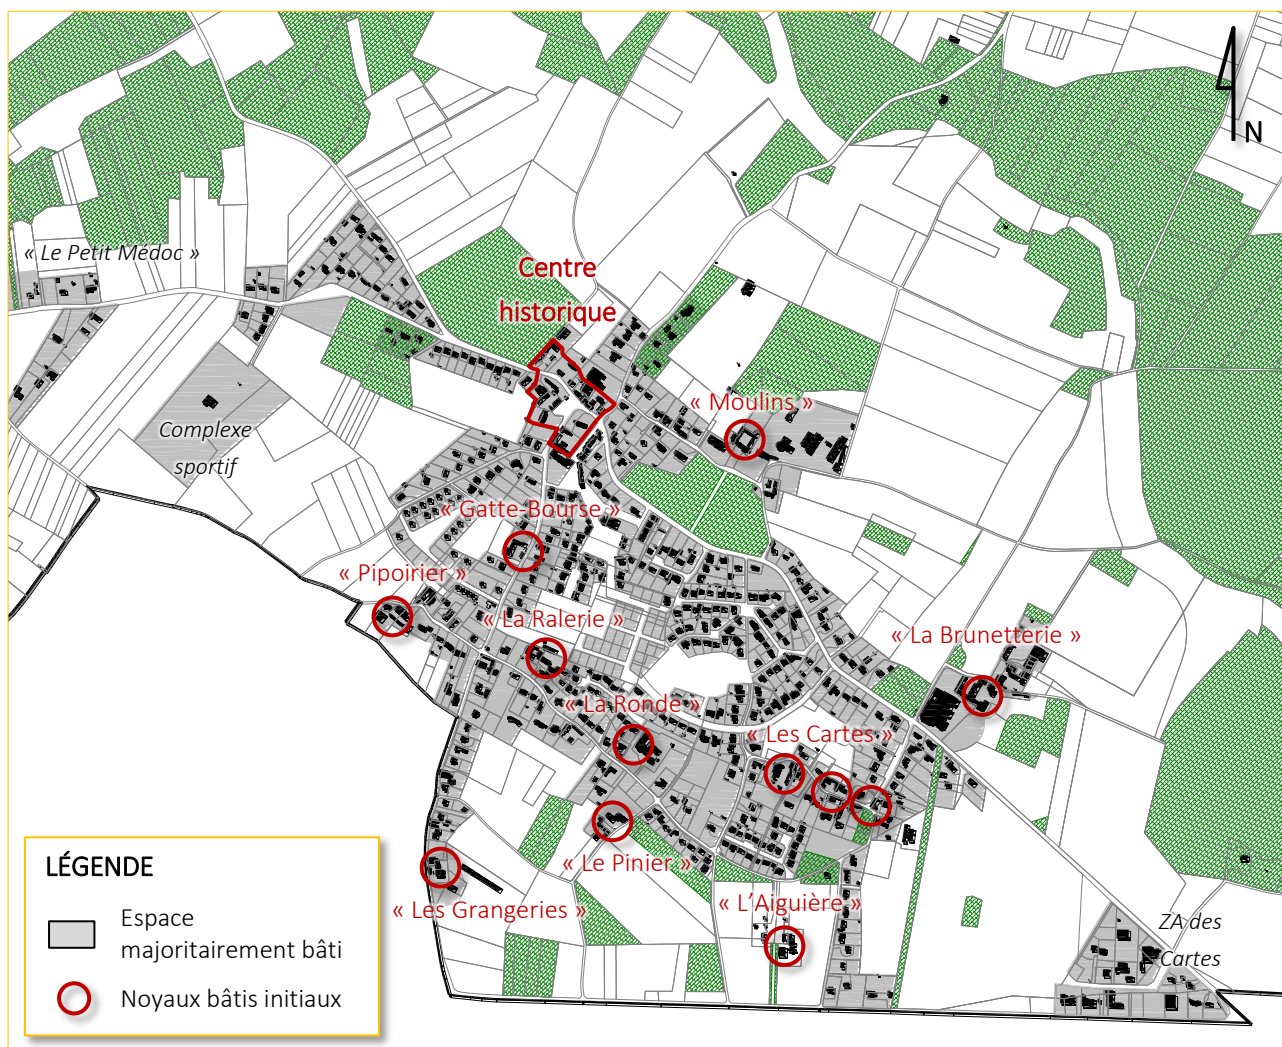 N
« Le Petit Médoc »
Centre
historique
« Moulins »
Complexe
sportif
« Gatte-Bourse »
« Pipoirier »
« La Ralerie »
« La Brunetterie »
« La Ronde »
« Les Cartes »
« Le Pinier »
« Les Grangeries »
« L'Aiguière »
ZA des
Cartes
LÉGENDE
Espace
majoritairement bâti
Noyaux bâtis initiaux